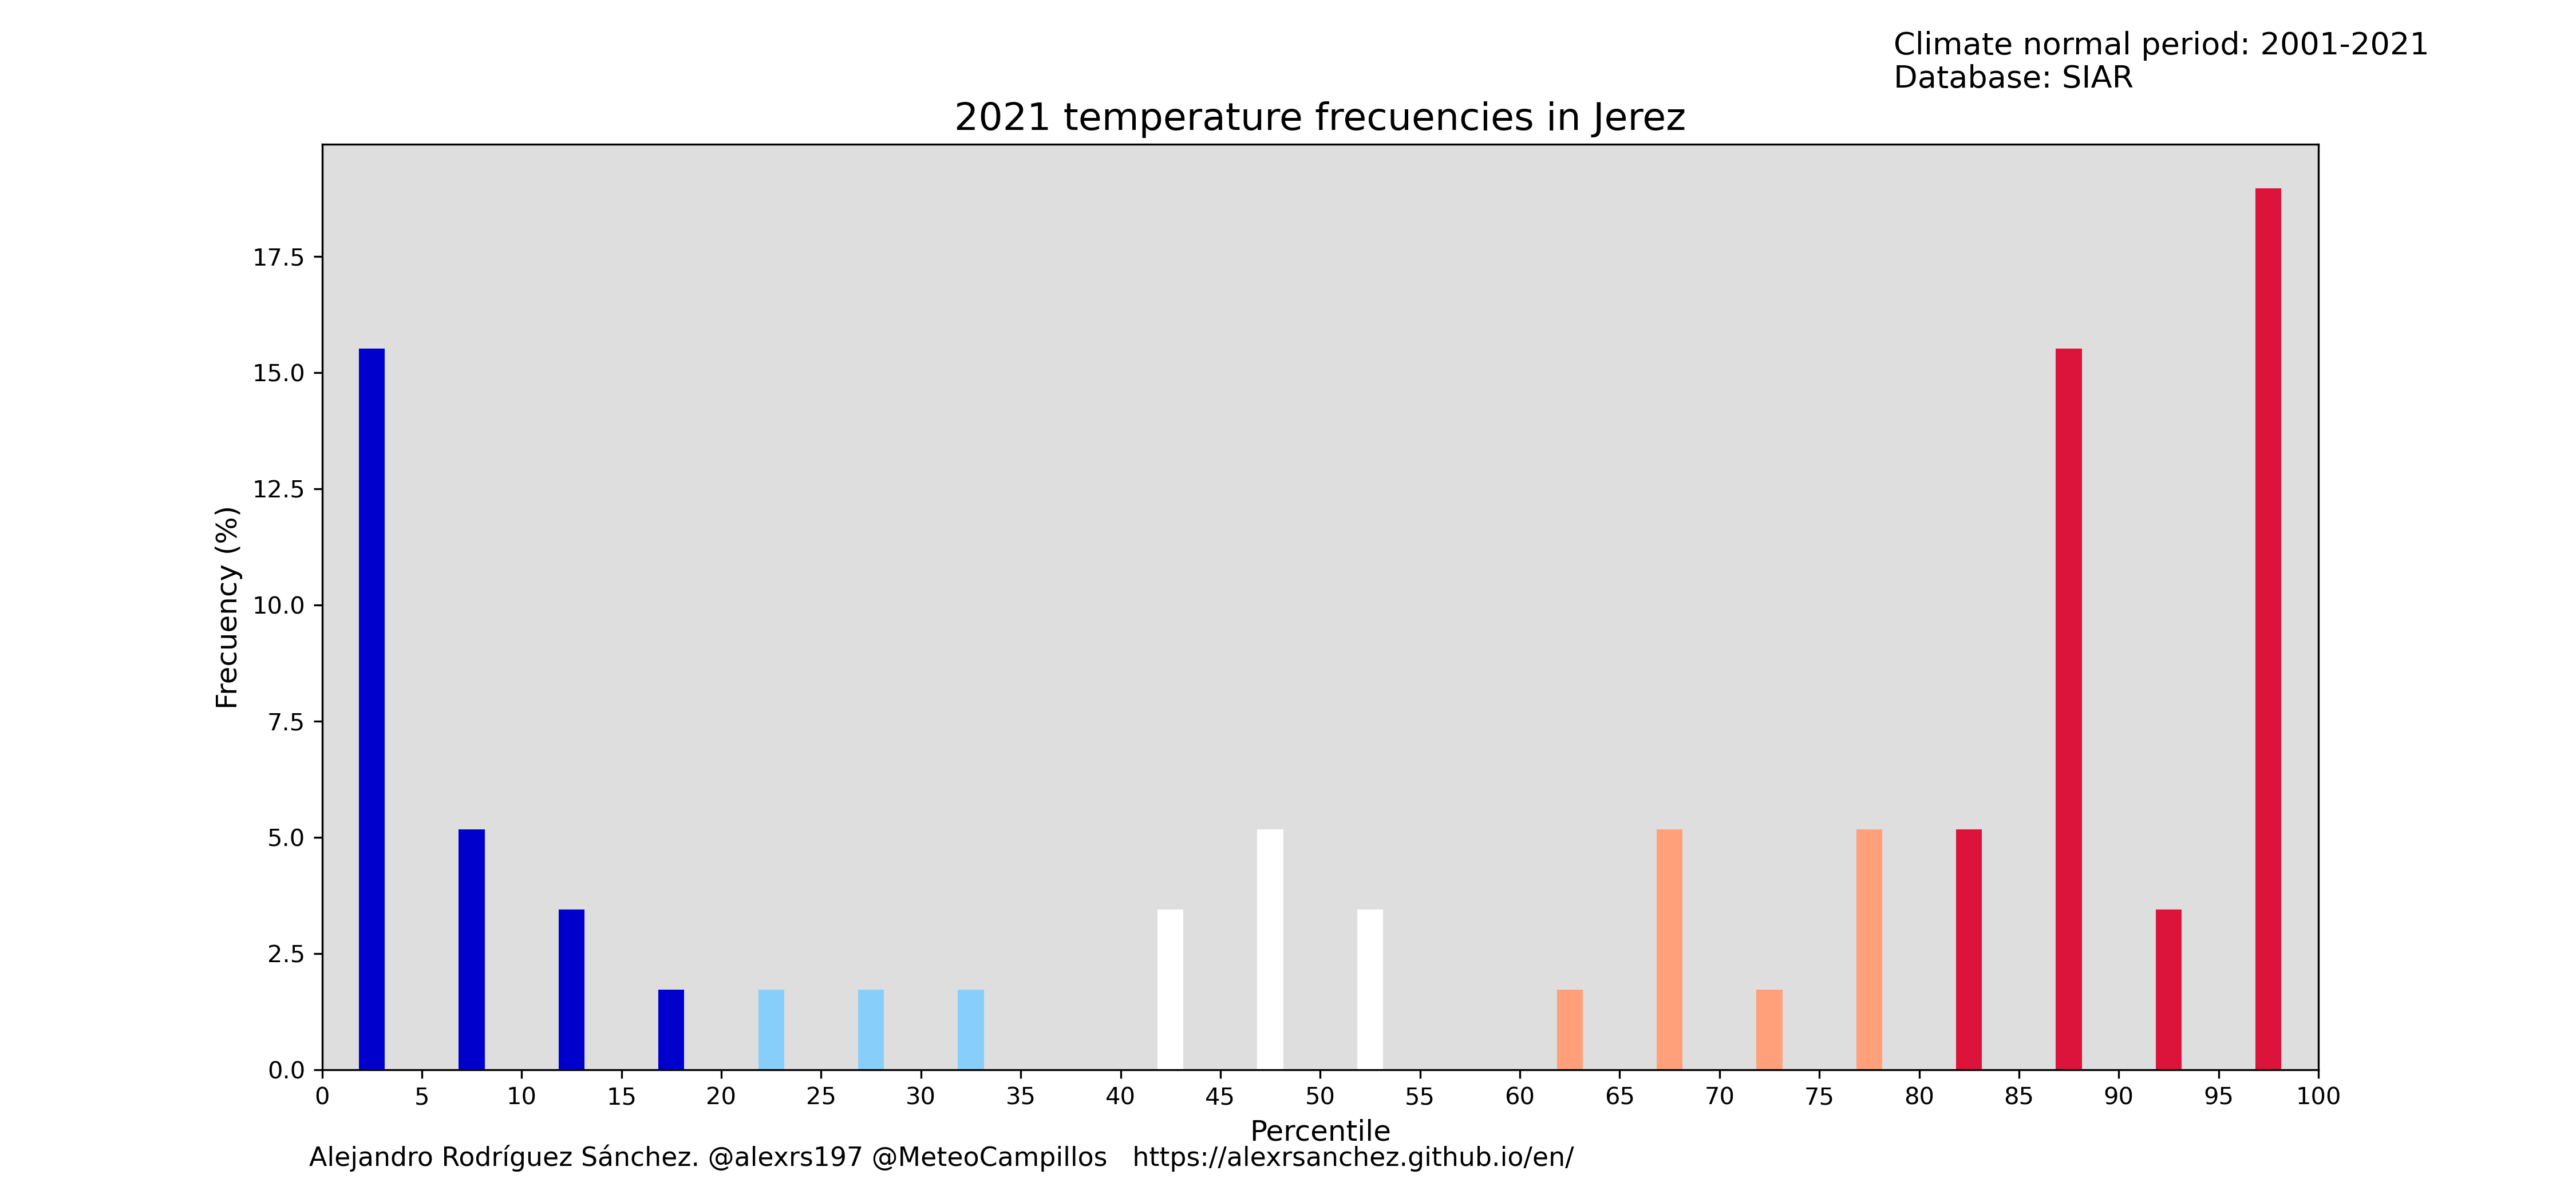 Climate normal period: 2001-2021
Database: SIAR
2021 temperature frecuencies in Jerez
Frecuency (%)
17.5
15.0
12.5
10.0
7.5
5.0
2.5
0.0
0 5 10 15 20 25 30 35 40 45 50 55 60 65 70 75 80 85 90 95 100
Percentile
Alejandro Rodríguez Sánchez. @alexrs197 @MeteoCampillos https://alexrsanchez.github.io/en/